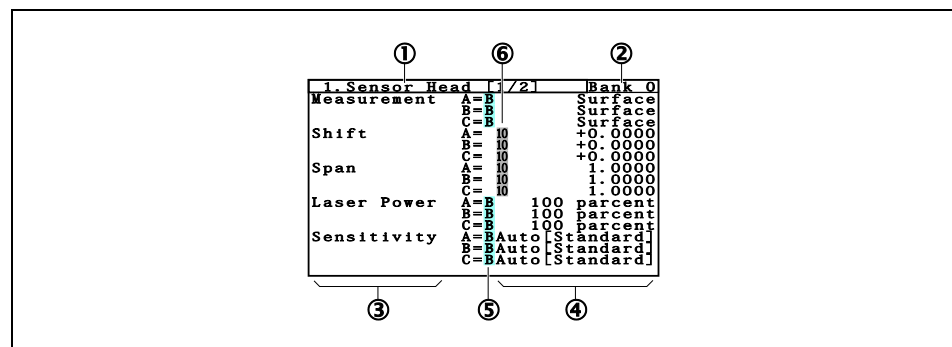 ① ⑥ ②
1.Sensor Head [1/2] Bank 0
Measurement A=B Surface
B=B Surface
C=B Surface
Shift A= 10 +0.0000
B= 10 +0.0000
C= 10 +0.0000
Span A= 10 1.0000
B= 10 1.0000
C= 10 1.0000
Laser Power A=B 100 parcent
B=B 100 parcent
C=B 100 parcent
Sensitivity A=BAuto[Standard]
B=BAuto[Standard]
C=BAuto[Standard]
③ ⑤ ④